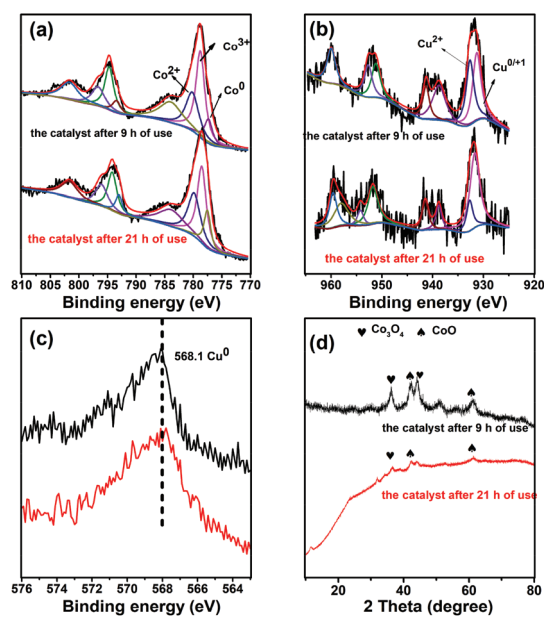 (a)
Co3+
Co2+
Co0
the catalyst after 9 h of use
the catalyst after 21 h of use
810 805 800 795 790 785 780 775 770
Binding energy (eV)
(b)
Cu2+
Cu0/+1
the catalyst after 9 h of use
the catalyst after 21 h of use
960 950 940 930 920
Binding energy (eV)
(c)
568.1 Cu0
576 574 572 570 568 566 564
Binding energy (eV)
♥ Co3O4 ♠ CoO
(d)
the catalyst after 9 h of use
the catalyst after 21 h of use
20 40 60 80
2 Theta (degree)